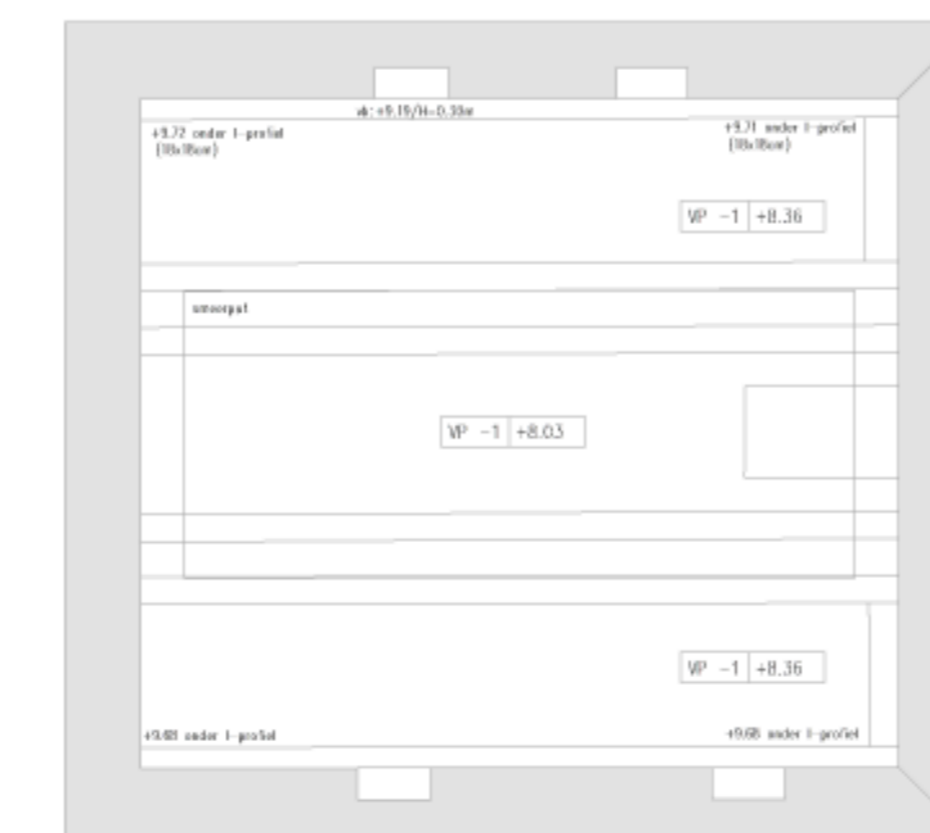 vk: +9.19/H=0.30m
+9.72 onder I-profiel
(18x18cm)
+9.71 onder I-profiel
(18x18cm)
VP -1 +8.36
smeerput
VP -1 +8.03
VP -1 +8.36
+9.68 onder I-profiel
+9.68 onder I-profiel